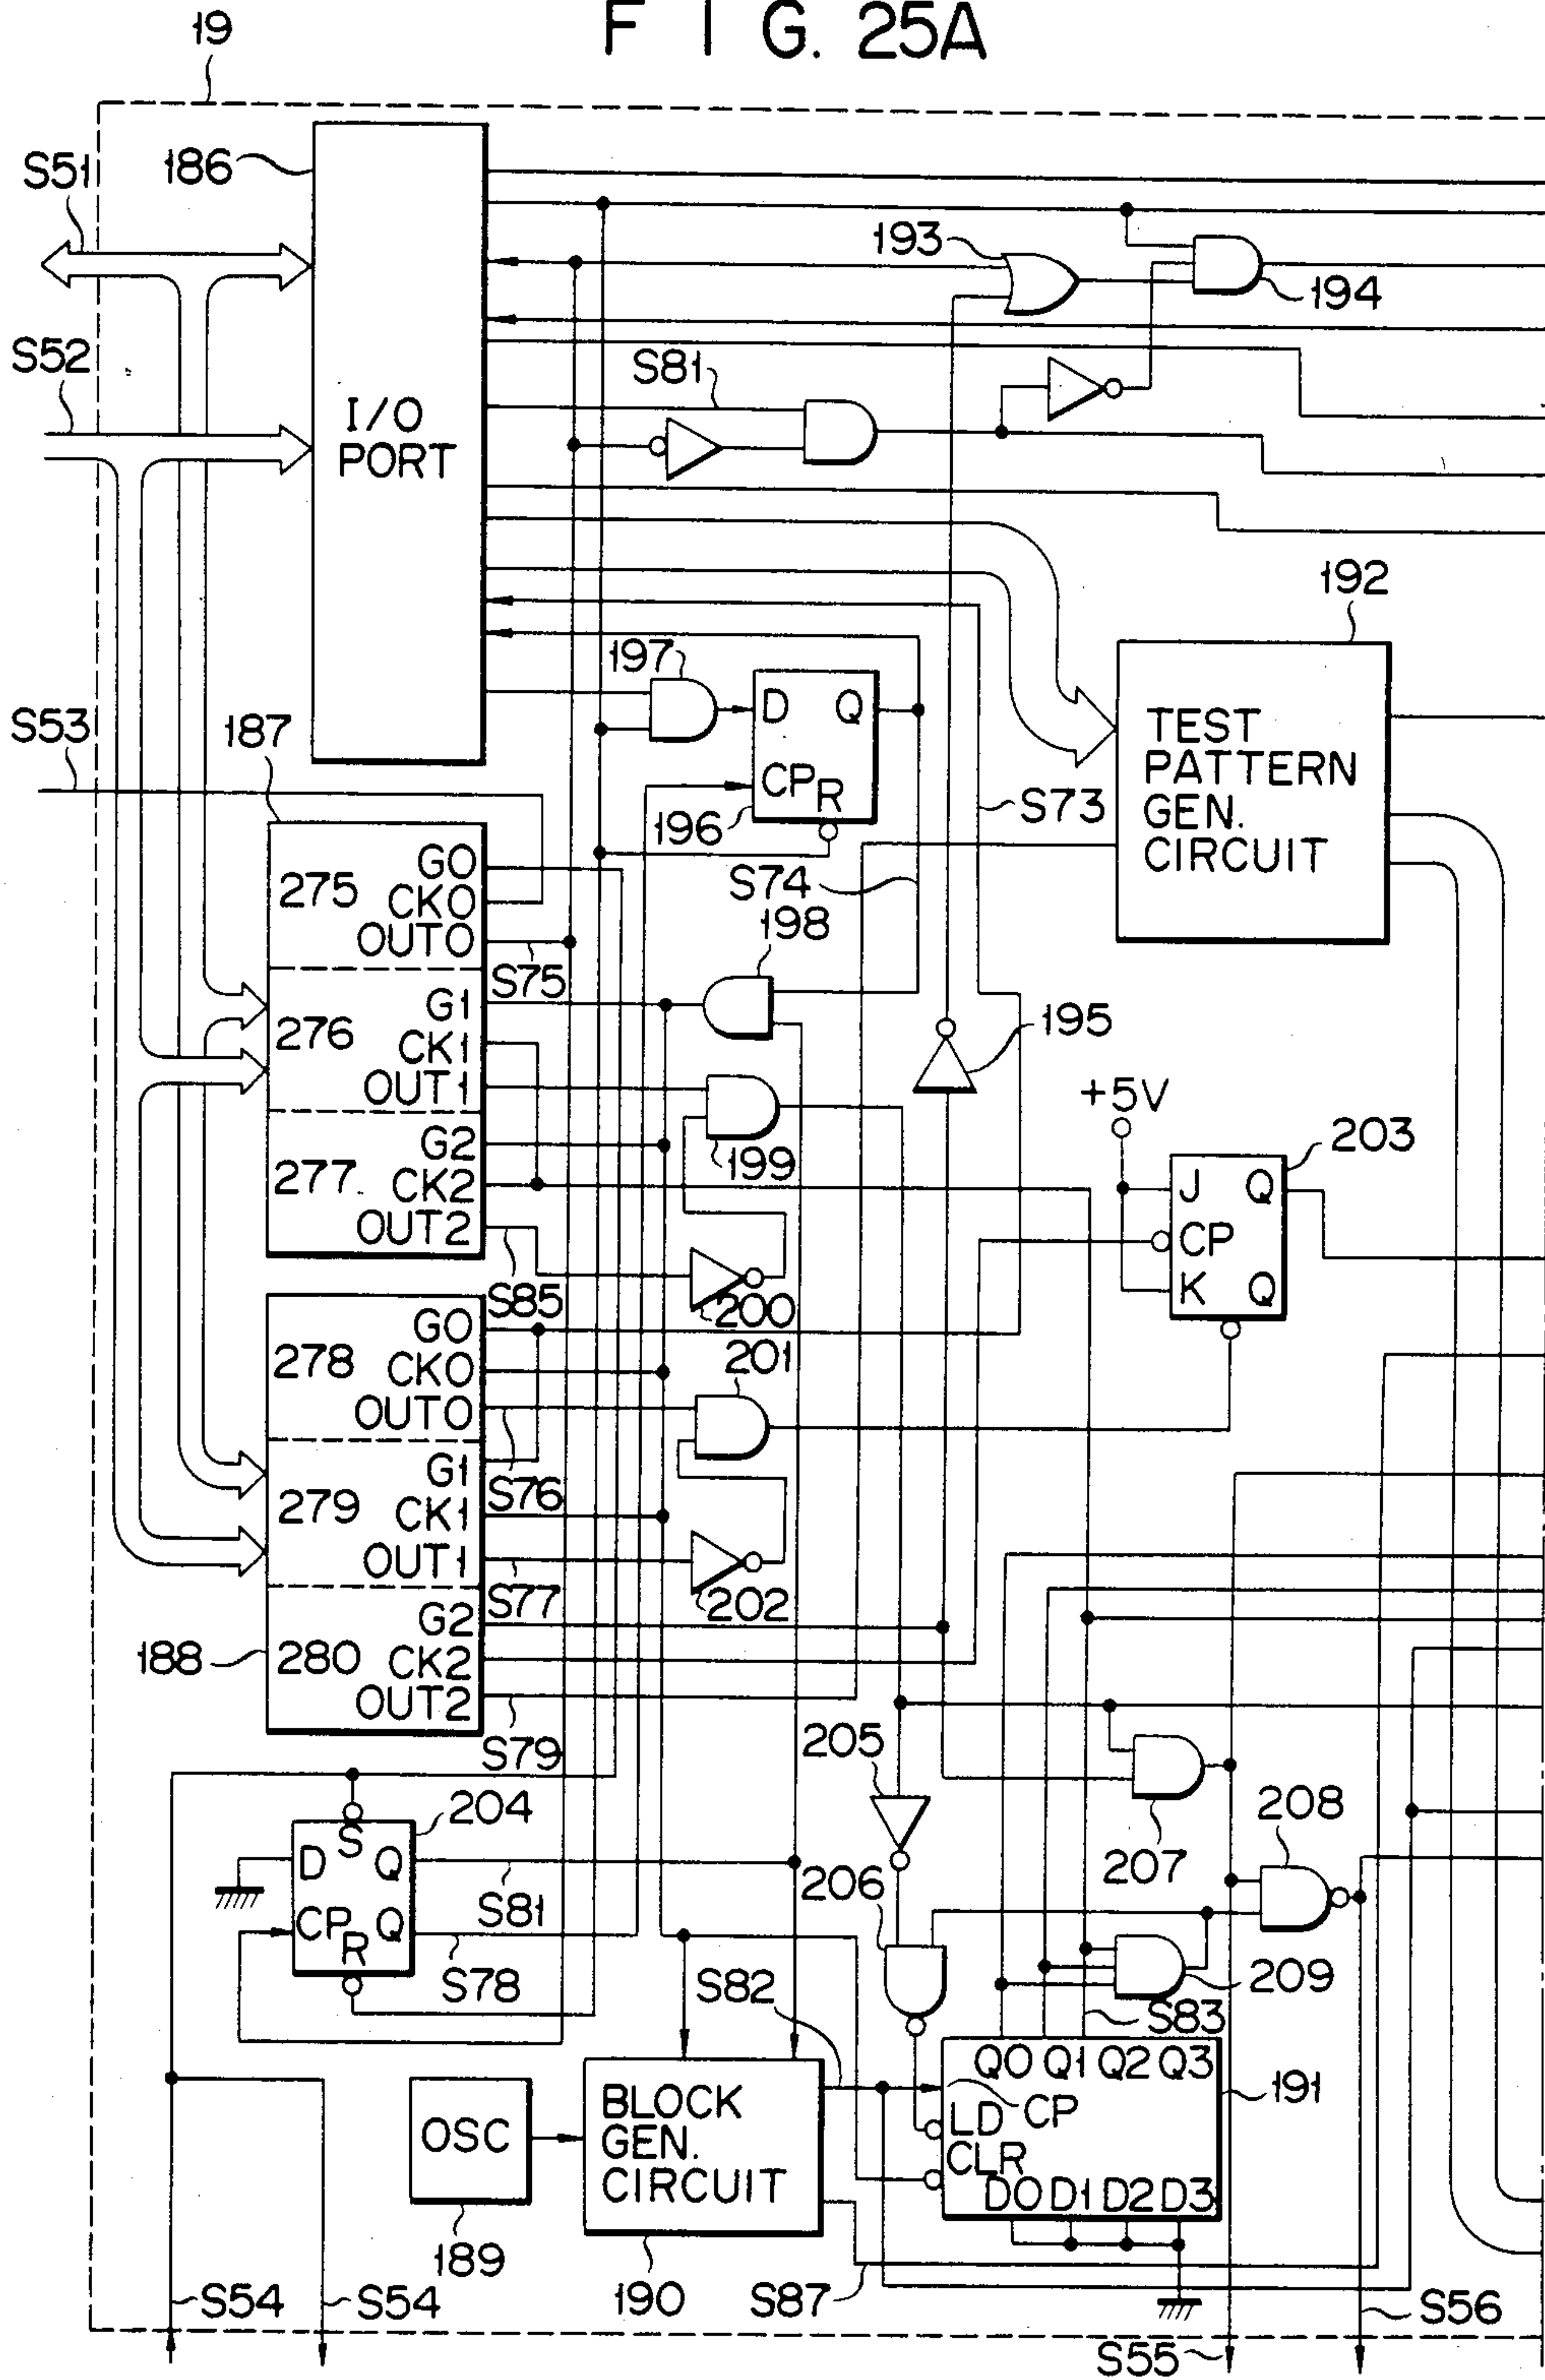 F I G. 25A
19
S51
186
193
194
S52
S81
I/O
PORT
192
197
D Q
CP R
196
S53
187
TEST
PATTERN
GEN.
CIRCUIT
S73
S74
275
G0
CK0
OUT0
S75
198
276
G1
CK1
OUT1
195
+5V
199
203
277
G2
CK2
OUT2
J Q
CP
K Q
S85
200
278
G0
CK0
OUT0
201
S76
279
G1
CK1
OUT1
S77
202
188
280
G2
CK2
OUT2
S79
205
204
S
D Q
CP Q
R
S81
S78
206
207
208
209
S82
S83
Q0 Q1 Q2 Q3
191
CP
LD
CLR
D0 D1 D2 D3
OSC
189
BLOCK
GEN.
CIRCUIT
190
S87
S54
S54
S55
S56